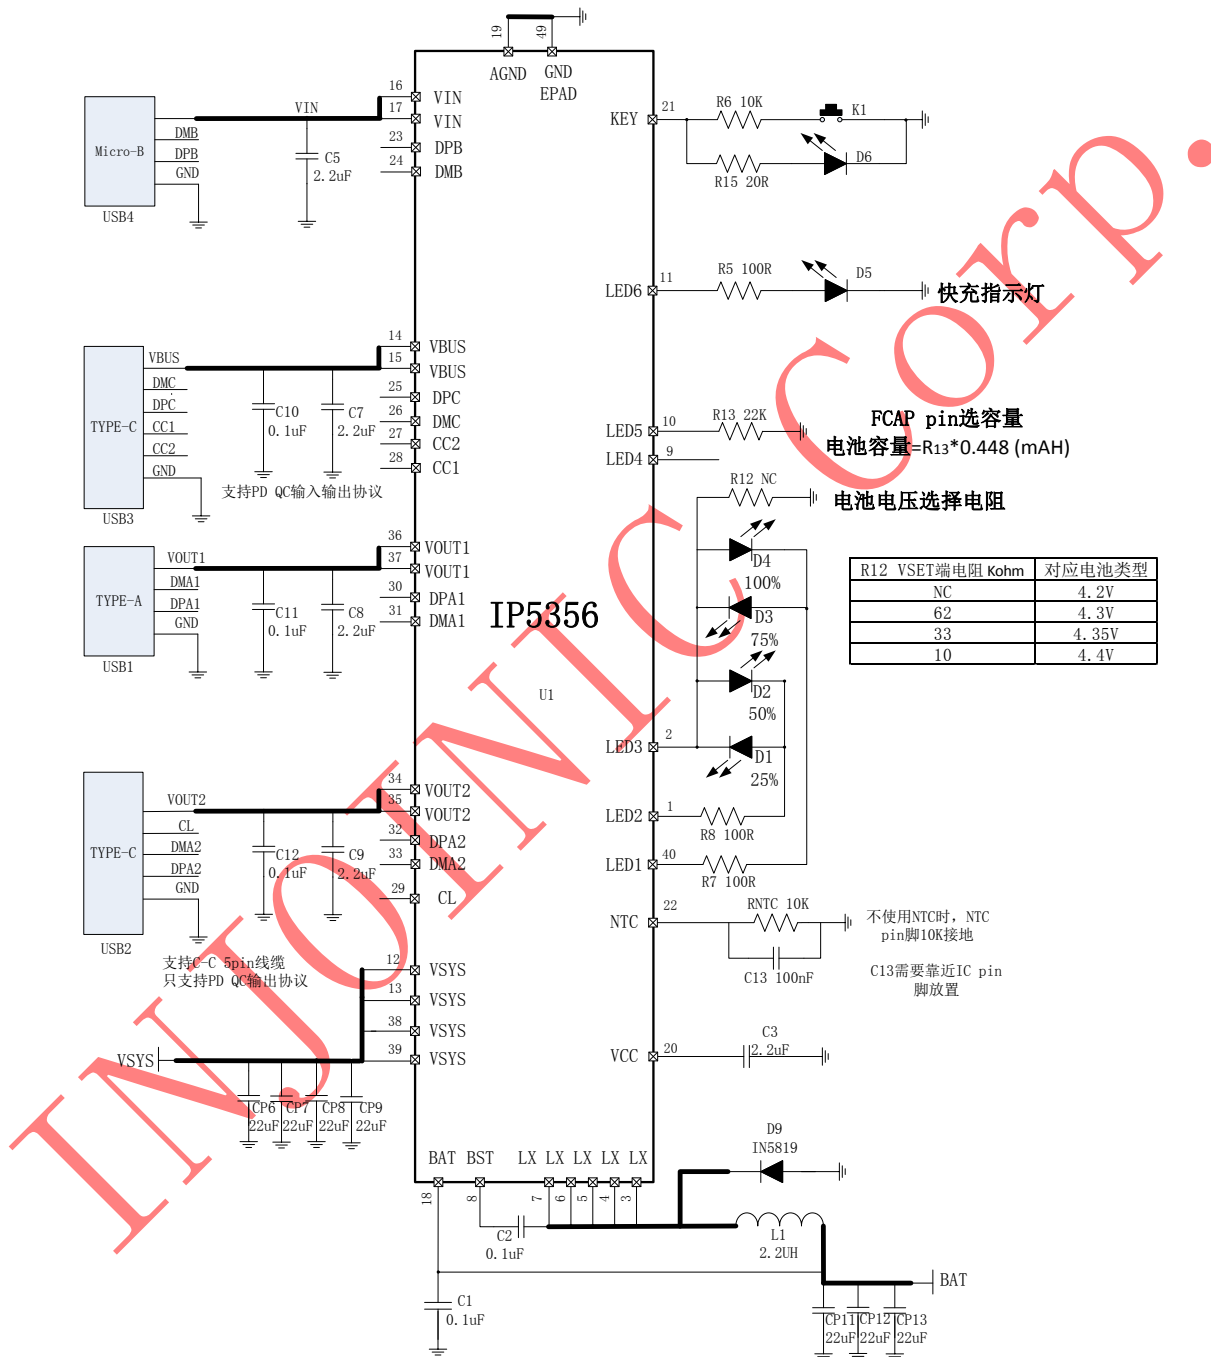 19
49
AGND
GND
EPAD
16
VIN
17
VIN
23
DPB
24
DMB
VIN
DMB
DPB
GND
Micro-B
USB4
C5
2.2uF
KEY
21
R6 10K
K1
R15 20R
D6
LED6
11
R5 100R
D5
快充指示灯
14
VBUS
15
VBUS
25
DPC
26
DMC
27
CC2
28
CC1
VBUS
DMC
DPC
CC1
CC2
GND
TYPE-C
USB3
C10
0.1uF
C7
2.2uF
支持PD QC输入输出协议
LED5
10
R13 22K
LED4
9
FCAP pin选容量
电池容量=R13*0.448 (mAH)
R12 NC
电池电压选择电阻
R12 VSET端电阻 Kohm 对应电池类型
NC 4.2V
62 4.3V
33 4.35V
10 4.4V
36
VOUT1
37
VOUT1
30
DPA1
31
DMA1
VOUT1
DMA1
DPA1
GND
TYPE-A
USB1
C11
0.1uF
C8
2.2uF
IP5356
U1
D4
100%
D3
75%
D2
50%
D1
25%
LED3
2
LED2
1
R8 100R
LED1
40
R7 100R
34
VOUT2
35
VOUT2
32
DPA2
33
DMA2
29
CL
VOUT2
CL
DMA2
DPA2
GND
TYPE-C
USB2
C12
0.1uF
C9
2.2uF
支持C-C 5pin线缆
只支持PD QC输出协议
NTC
22
RNTC 10K
C13 100nF
不使用NTC时，NTC
pin脚10K接地
C13需要靠近IC pin
脚放置
12
VSYS
13
VSYS
38
VSYS
39
VSYS
VSYS
CP6
22uF
CP7
22uF
CP8
22uF
CP9
22uF
VCC
20
C3
2.2uF
BAT
BST
LX LX LX LX LX
18
8
7
6
5
4
3
C2
0.1uF
D9
IN5819
L1
2.2UH
BAT
C1
0.1uF
CP11
22uF
CP12
22uF
CP13
22uF
INJOINIC Corp.